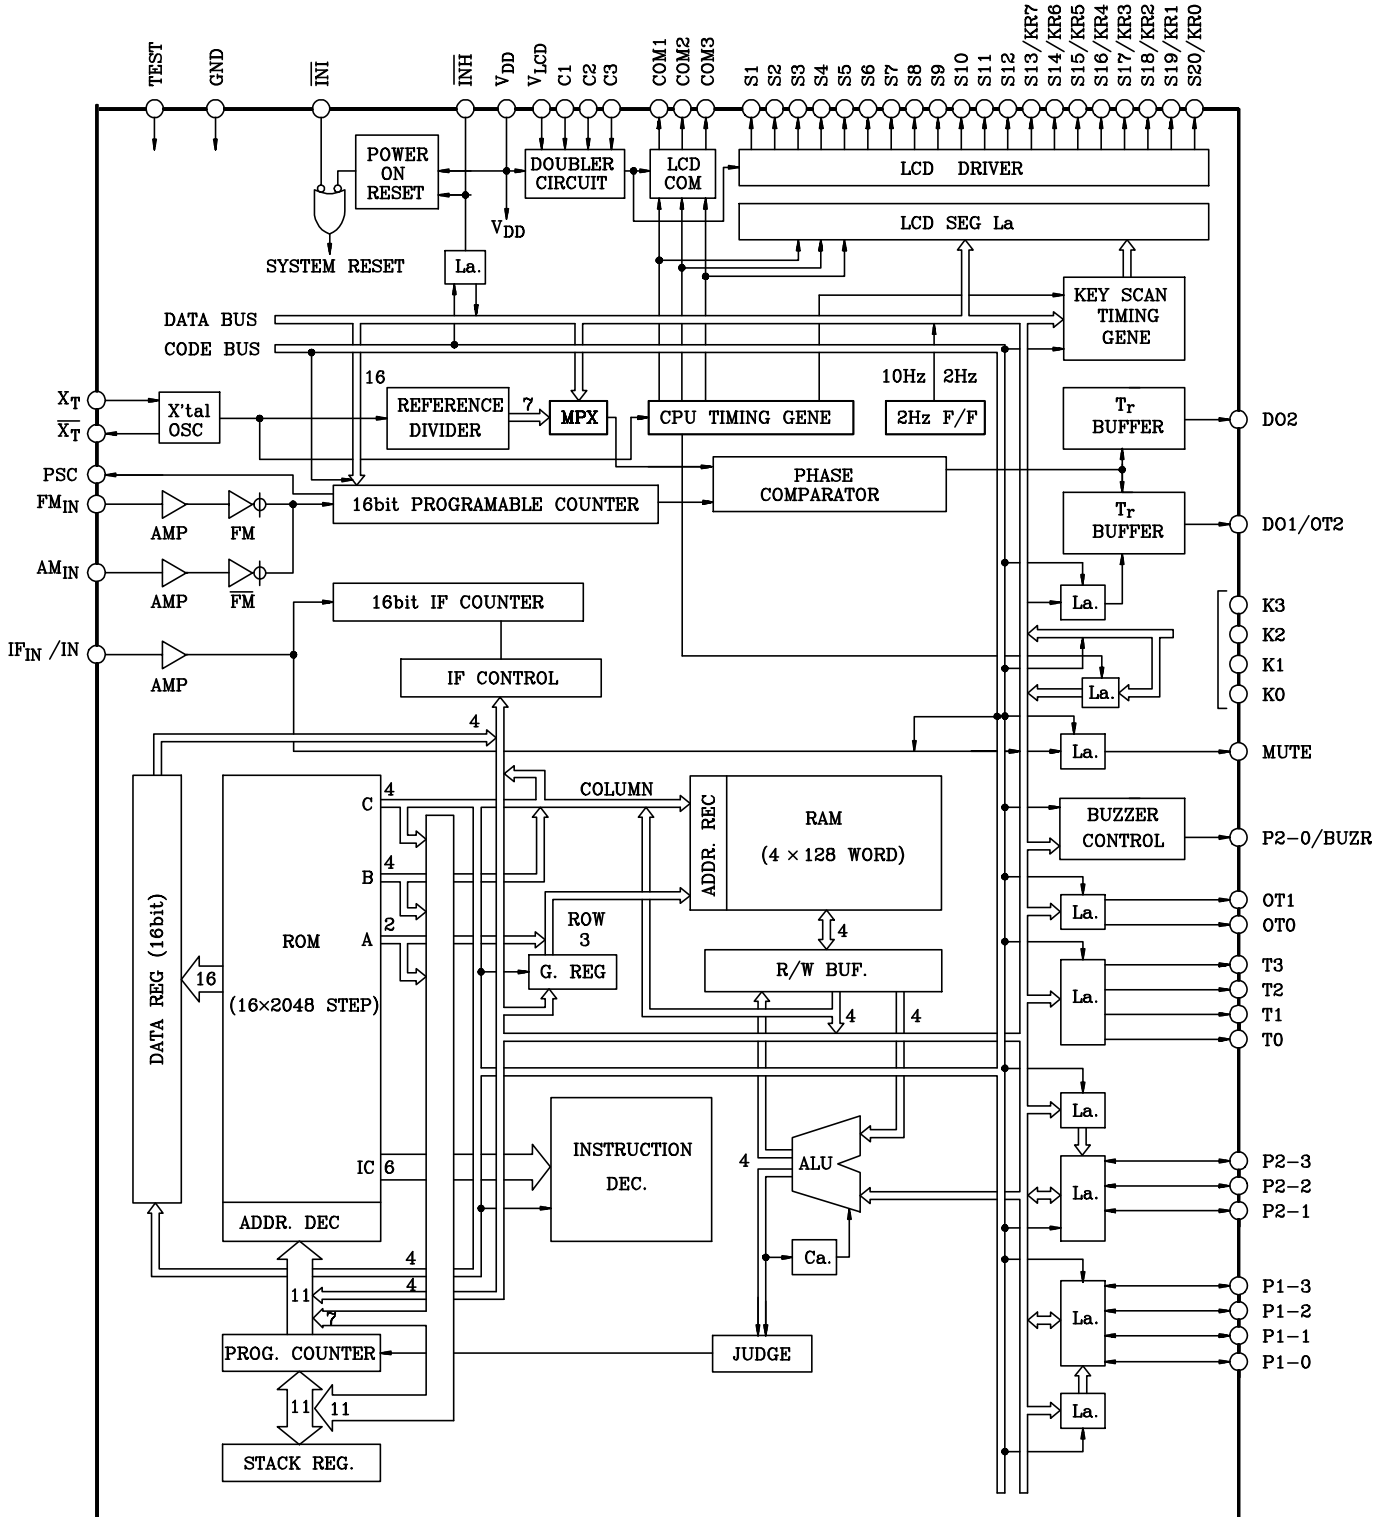 TEST
GND
INI
INH
VDD
VLCD
C1
C2
C3
COM1
COM2
COM3
S1
S2
S3
S4
S5
S6
S7
S8
S9
S10
S11
S12
S13/KR7
S14/KR6
S15/KR5
S16/KR4
S17/KR3
S18/KR2
S19/KR1
S20/KR0
POWER
ON
RESET
DOUBLER
CIRCUIT
LCD
COM
LCD DRIVER
VDD
LCD SEG La
SYSTEM RESET
La.
KEY SCAN
TIMING
GENE
DATA BUS
CODE BUS
16
10Hz
2Hz
XT
XT
X'tal
OSC
REFERENCE
DIVIDER
7
MPX
CPU TIMING GENE
2Hz F/F
Tr
BUFFER
DO2
PSC
FMIN
AMP
FM
16bit PROGRAMABLE COUNTER
PHASE
COMPARATOR
Tr
BUFFER
DO1/OT2
AMIN
AMP
FM
16bit IF COUNTER
La.
K3
K2
K1
K0
IFIN /IN
AMP
IF CONTROL
La.
4
La.
MUTE
DATA REG (16bit)
16
ROM
(16×2048 STEP)
C
4
B
4
A
2
IC
6
ADDR. DEC
COLUMN
ADDR. REC
RAM
(4 ×128 WORD)
BUZZER
CONTROL
P2-0/BUZR
ROW
3
G. REG
4
R/W BUF.
4
4
La.
OT1
OT0
La.
T3
T2
T1
T0
INSTRUCTION
DEC.
4
ALU
Ca.
La.
La.
P2-3
P2-2
P2-1
4
4
11
7
PROG. COUNTER
JUDGE
La.
P1-3
P1-2
P1-1
P1-0
11
11
La.
STACK REG.